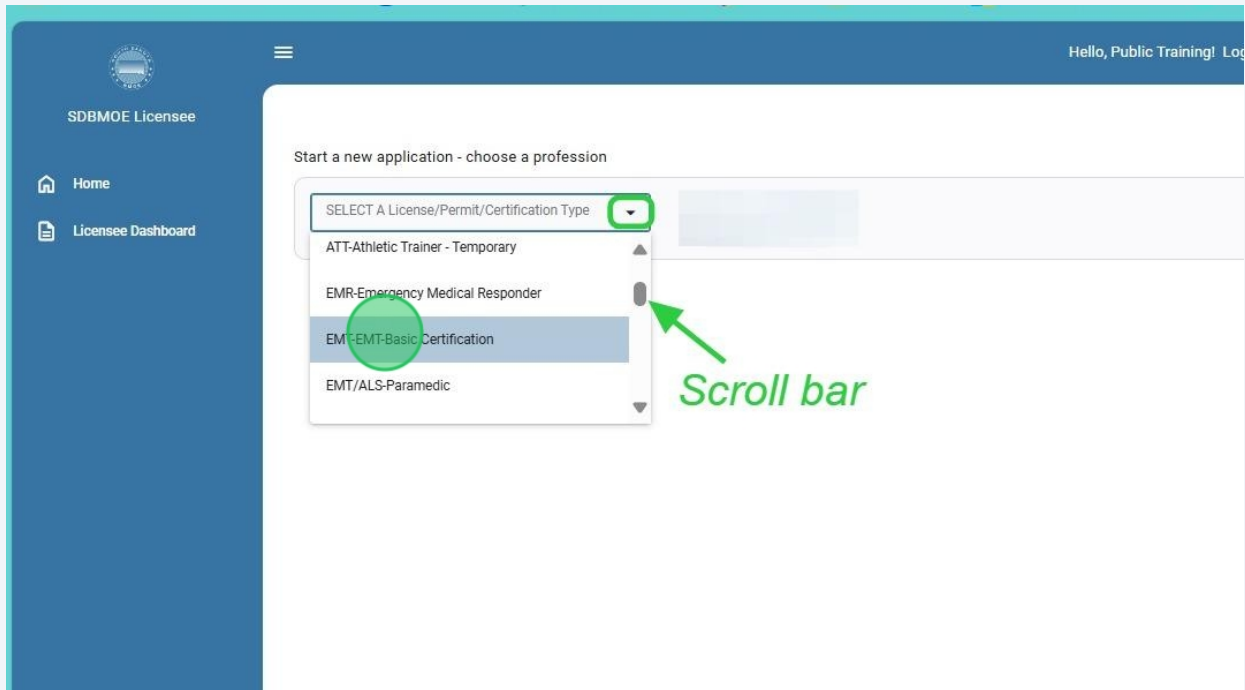 Hello, Public Training! Log
SDBMOE Licensee
Home
Licensee Dashboard
Start a new application - choose a profession
SELECT A License/Permit/Certification Type
ATT-Athletic Trainer - Temporary
EMR-Emergency Medical Responder
EMT-EMT-Basic Certification
EMT/ALS-Paramedic
Scroll bar